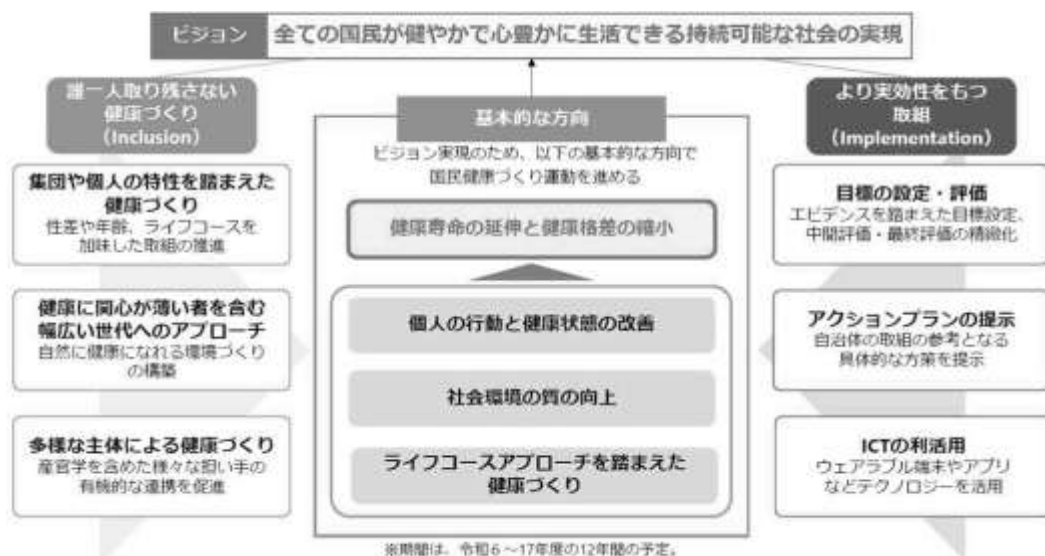 ビジョン 全ての国民が健やかで心豊かに生活できる持続可能な社会の実現
誰一人取り残さない
健康づくり
（Inclusion）
集団や個人の特性を踏まえた
健康づくり
性差や年齢、ライフコースを
加味した取組の推進
健康に関心が薄い者を含む
幅広い世代へのアプローチ
自然に健康になれる環境づくり
の構築
多様な主体による健康づくり
産官学を含めた様々な担い手の
有機的な連携を促進
基本的な方向
ビジョン実現のため、以下の基本的な方向で
国民健康づくり運動を進める
健康寿命の延伸と健康格差の縮小
個人の行動と健康状態の改善
社会環境の質の向上
ライフコースアプローチを踏まえた
健康づくり
より実効性をもつ
取組
（Implementation）
目標の設定・評価
エビデンスを踏まえた目標設定、
中間評価・最終評価の精緻化
アクションプランの提示
自治体の取組の参考となる
具体的な方策を提示
ICTの利活用
ウェアラブル端末やアプリ
などテクノロジーを活用
※期間は、令和６～17年度の12年間の予定。